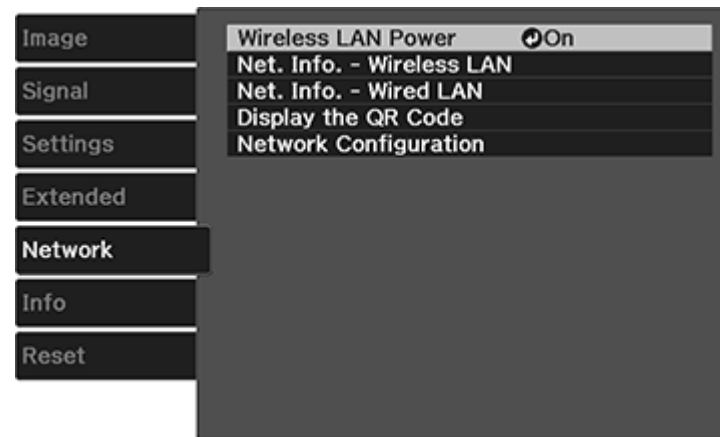 Image
Signal
Settings
Extended
Network
Info
Reset
Wireless LAN Power On
Net. Info. - Wireless LAN
Net. Info. - Wired LAN
Display the QR Code
Network Configuration